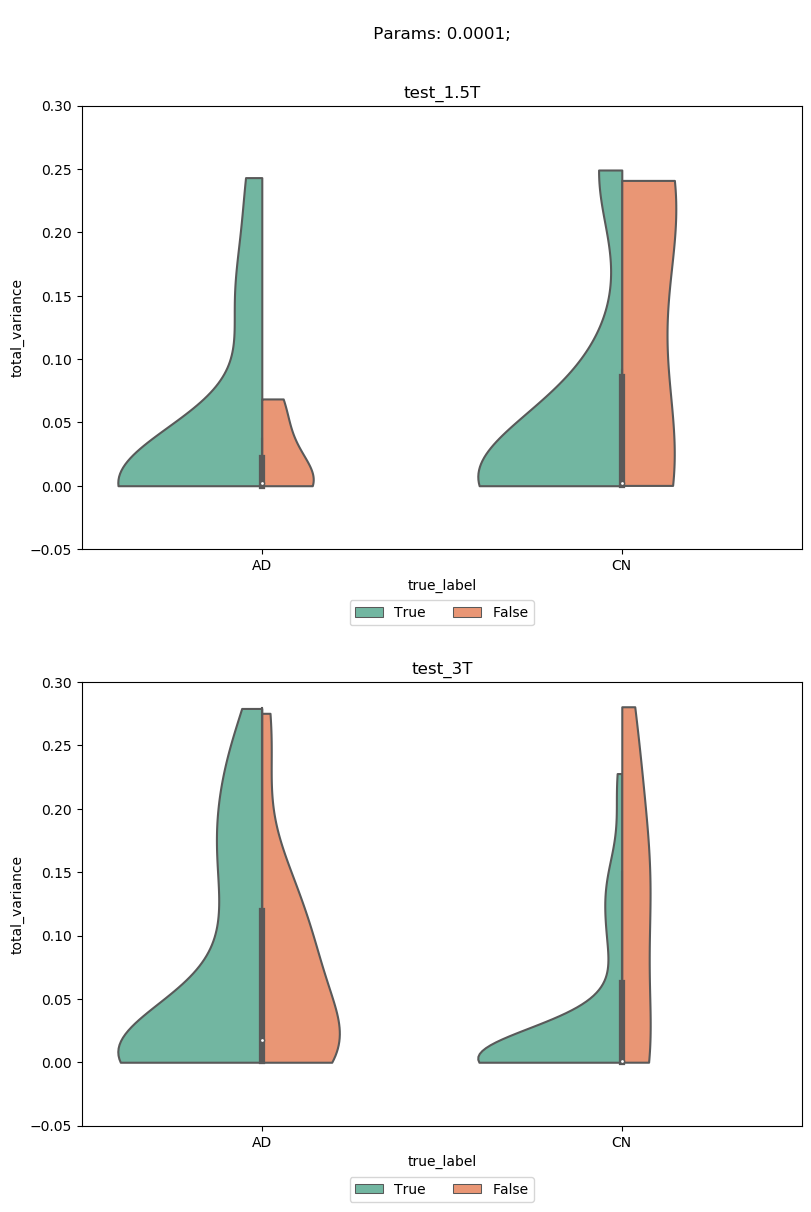 Params: 0.0001;
test_1.5T
0.30
0.25
0.20
0.15
0.10
0.05
0.00
−0.05
total_variance
AD CN
true_label
True False
test_3T
0.30
0.25
0.20
0.15
0.10
0.05
0.00
−0.05
total_variance
AD CN
true_label
True False